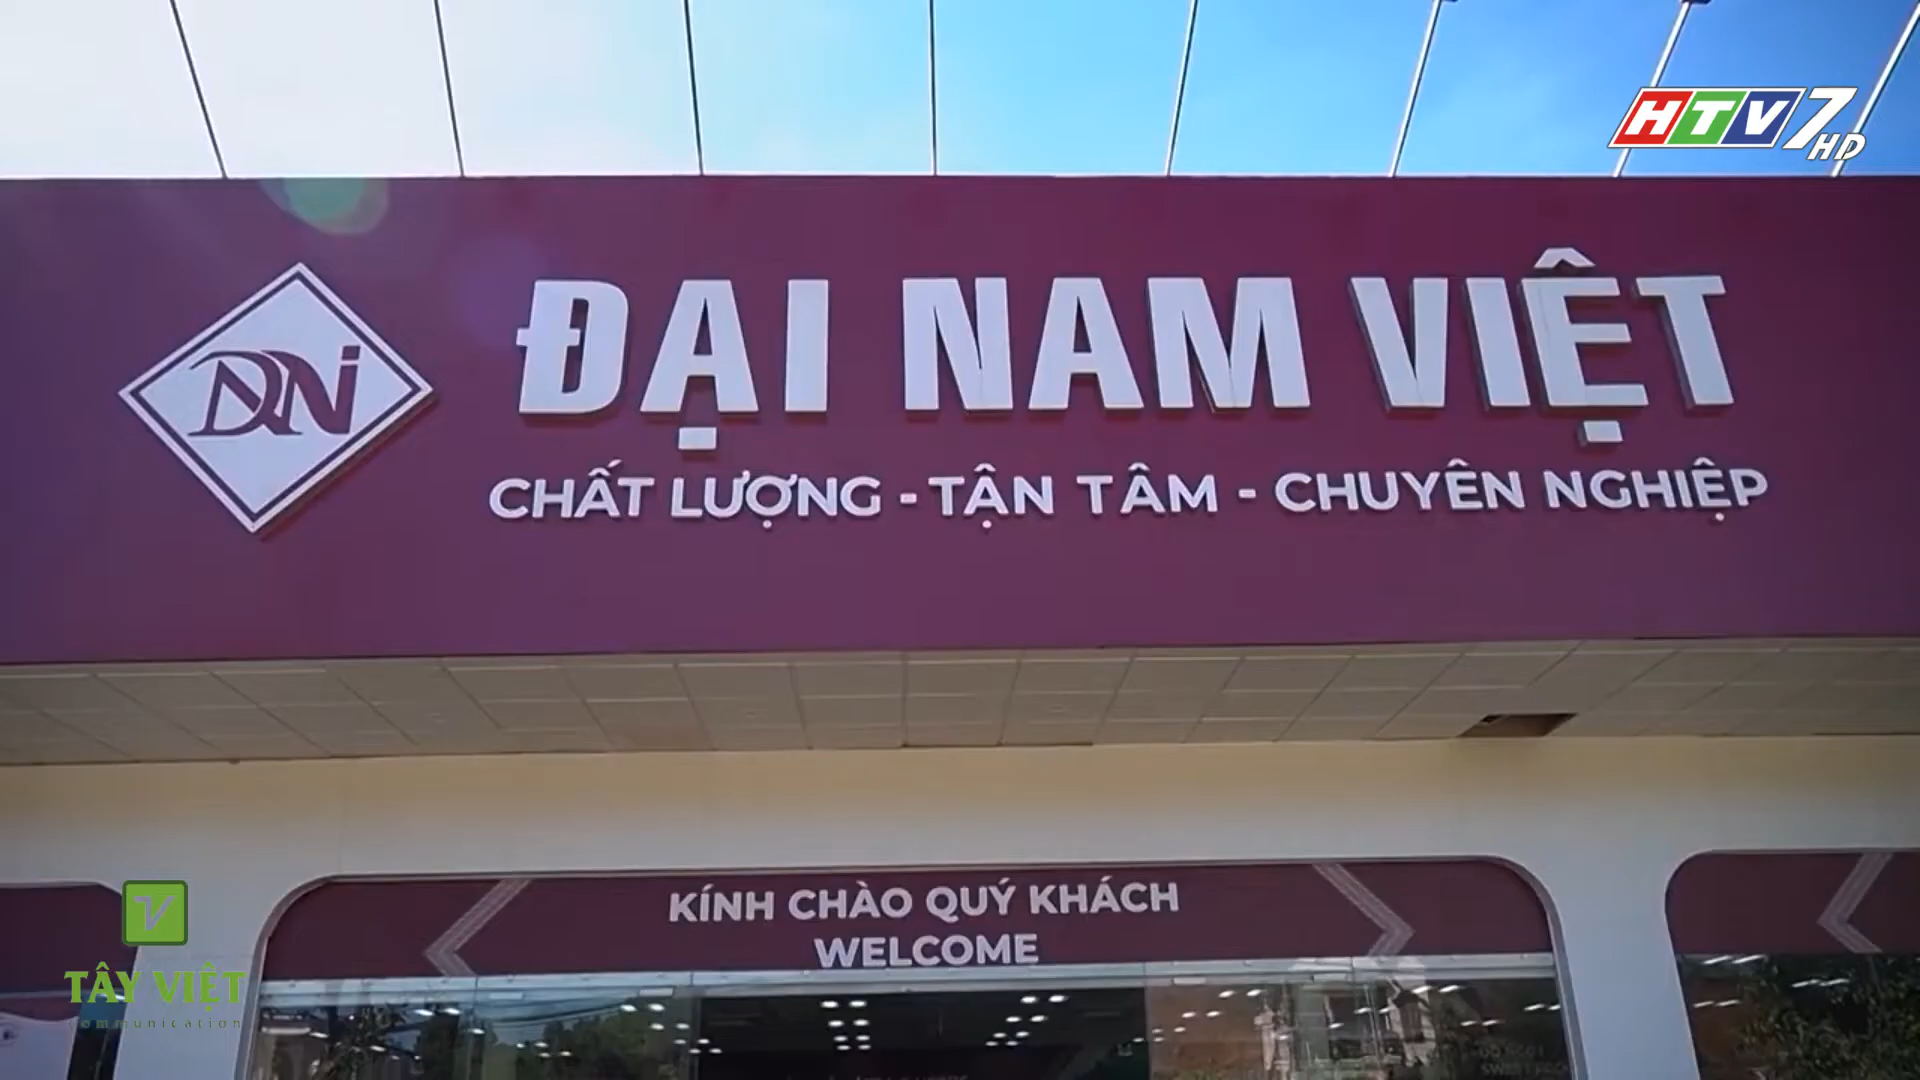 HTV7
HD
DNV
ĐẠI NAM VIỆT
CHẤT LƯỢNG - TẬN TÂM - CHUYÊN NGHIỆP
KÍNH CHÀO QUÝ KHÁCH
WELCOME
V
TÂY VIỆT
communication